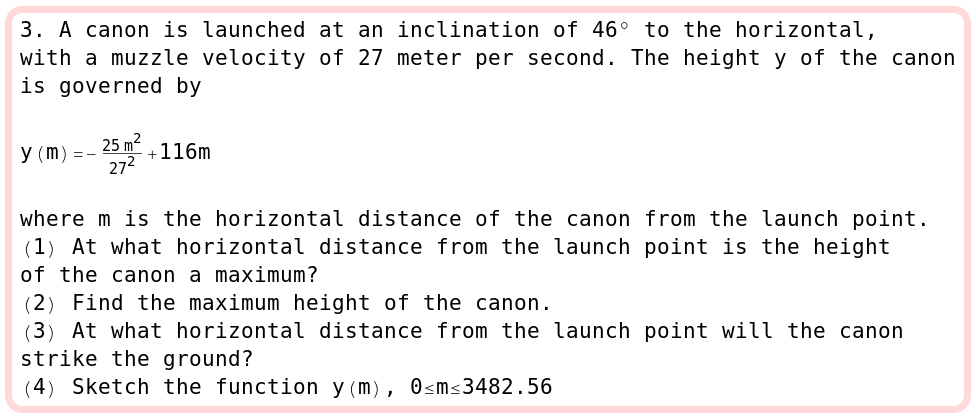 3. A canon is launched at an inclination of 46° to the horizontal,
with a muzzle velocity of 27 meter per second. The height y of the canon
is governed by
y(m)=-\frac{25 m^2}{27^2}+116m
where m is the horizontal distance of the canon from the launch point.
(1) At what horizontal distance from the launch point is the height
of the canon a maximum?
(2) Find the maximum height of the canon.
(3) At what horizontal distance from the launch point will the canon
strike the ground?
(4) Sketch the function y(m), 0≤m≤3482.56